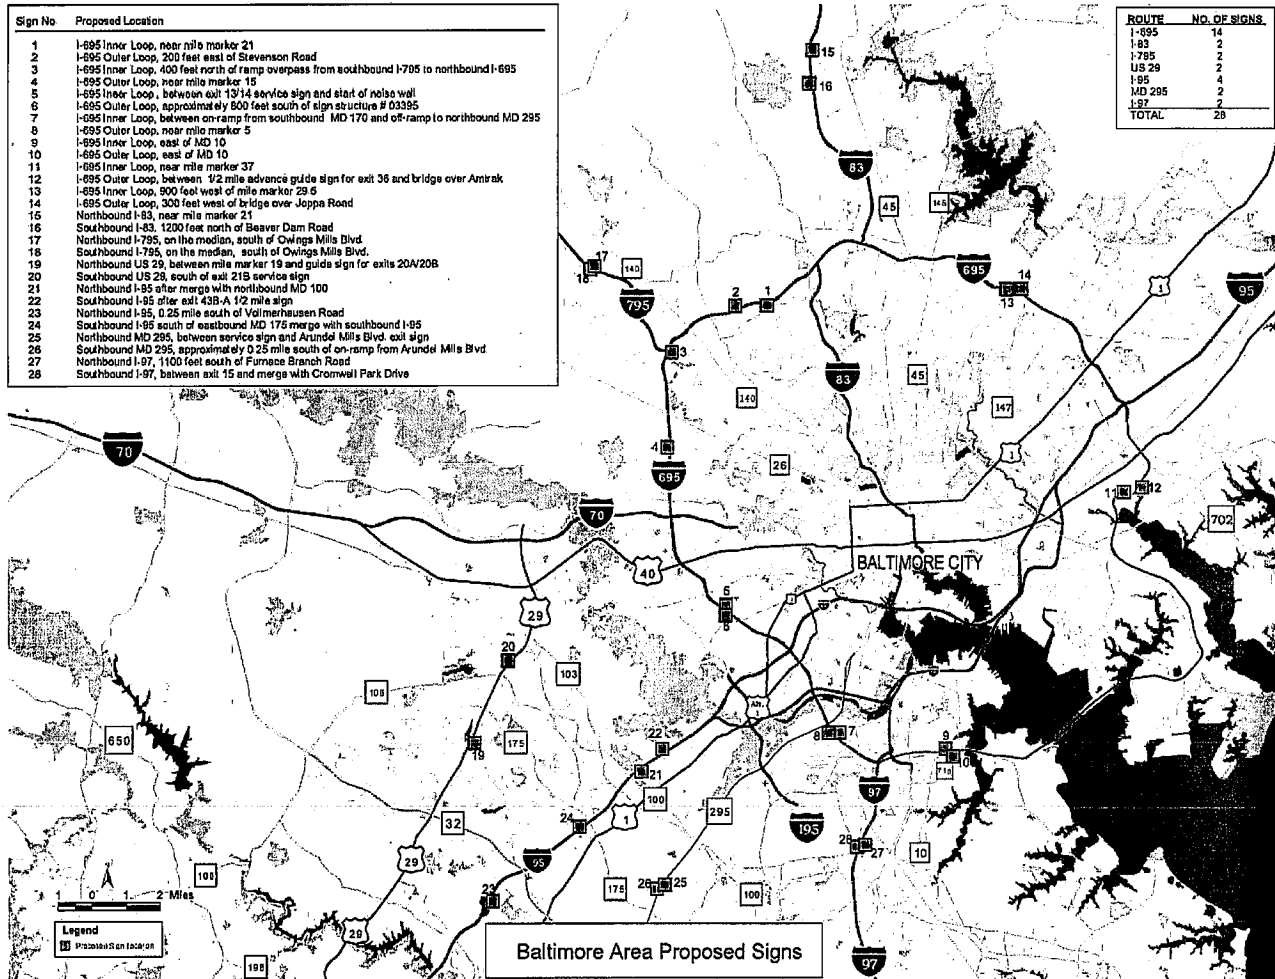 Sign No. Proposed Location
1 I-695 Inner Loop, near mile marker 21
2 I-695 Outer Loop, 200 feet east of Stevenson Road
3 I-695 Inner Loop, 400 feet north of ramp overpass from southbound I-795 to northbound I-695
4 I-695 Outer Loop, near mile marker 15
5 I-695 Inner Loop, between exit 13/14 service sign and start of noise wall
6 I-695 Outer Loop, approximately 800 feet south of sign structure # 03395
7 I-695 Inner Loop, between on-ramp from southbound MD 170 and off-ramp to northbound MD 295
8 I-695 Outer Loop, near mile marker 5
9 I-695 Inner Loop, east of MD 10
10 I-695 Outer Loop, east of MD 10
11 I-695 Inner Loop, near mile marker 37
12 I-695 Outer Loop, between 1/2 mile advance guide sign for exit 36 and bridge over Amtrak
13 I-695 Inner Loop, 900 feet west of mile marker 29.5
14 I-695 Outer Loop, 300 feet west of bridge over Joppa Road
15 Northbound I-83, near mile marker 21
16 Southbound I-83, 1200 feet north of Beaver Dam Road
17 Northbound I-795, on the median, south of Owings Mills Blvd.
18 Southbound I-795, on the median, south of Owings Mills Blvd.
19 Northbound US 29, between mile marker 19 and guide sign for exits 20A/20B
20 Southbound US 29, south of exit 21B service sign
21 Northbound I-95 after merge with northbound MD 100
22 Southbound I-95 after exit 43B-A 1/2 mile sign
23 Northbound I-95, 0.25 mile south of Vollmerhausen Road
24 Southbound I-95 south of eastbound MD 175 merge with southbound I-95
25 Northbound MD 295, between service sign and Arundel Mills Blvd. exit sign
26 Southbound MD 295, approximately 0.25 mile south of on-ramp from Arundel Mills Blvd
27 Northbound I-97, 1100 feet south of Furnace Branch Road
28 Southbound I-97, between exit 15 and merge with Cromwell Park Drive
ROUTE NO. OF SIGNS
I-695 14
I-83 2
I-795 2
US 29 2
I-95 4
MD 295 2
I-97 2
TOTAL 28
15
16
83
45
146
17
18
140
795
2
1
695
14
13
1
95
3
83
45
140
147
70
4
26
1
695
11
12
70
702
40
BALTIMORE CITY
5
6
29
20
103
108
650
19
175
22
8
7
9
10
21
97
100
295
32
24
1
195
28
27
29
95
10
108
175
26
25
100
23
1 0 1 2 Miles
29
Legend
Proposed Sign Location
198
Baltimore Area Proposed Signs
97